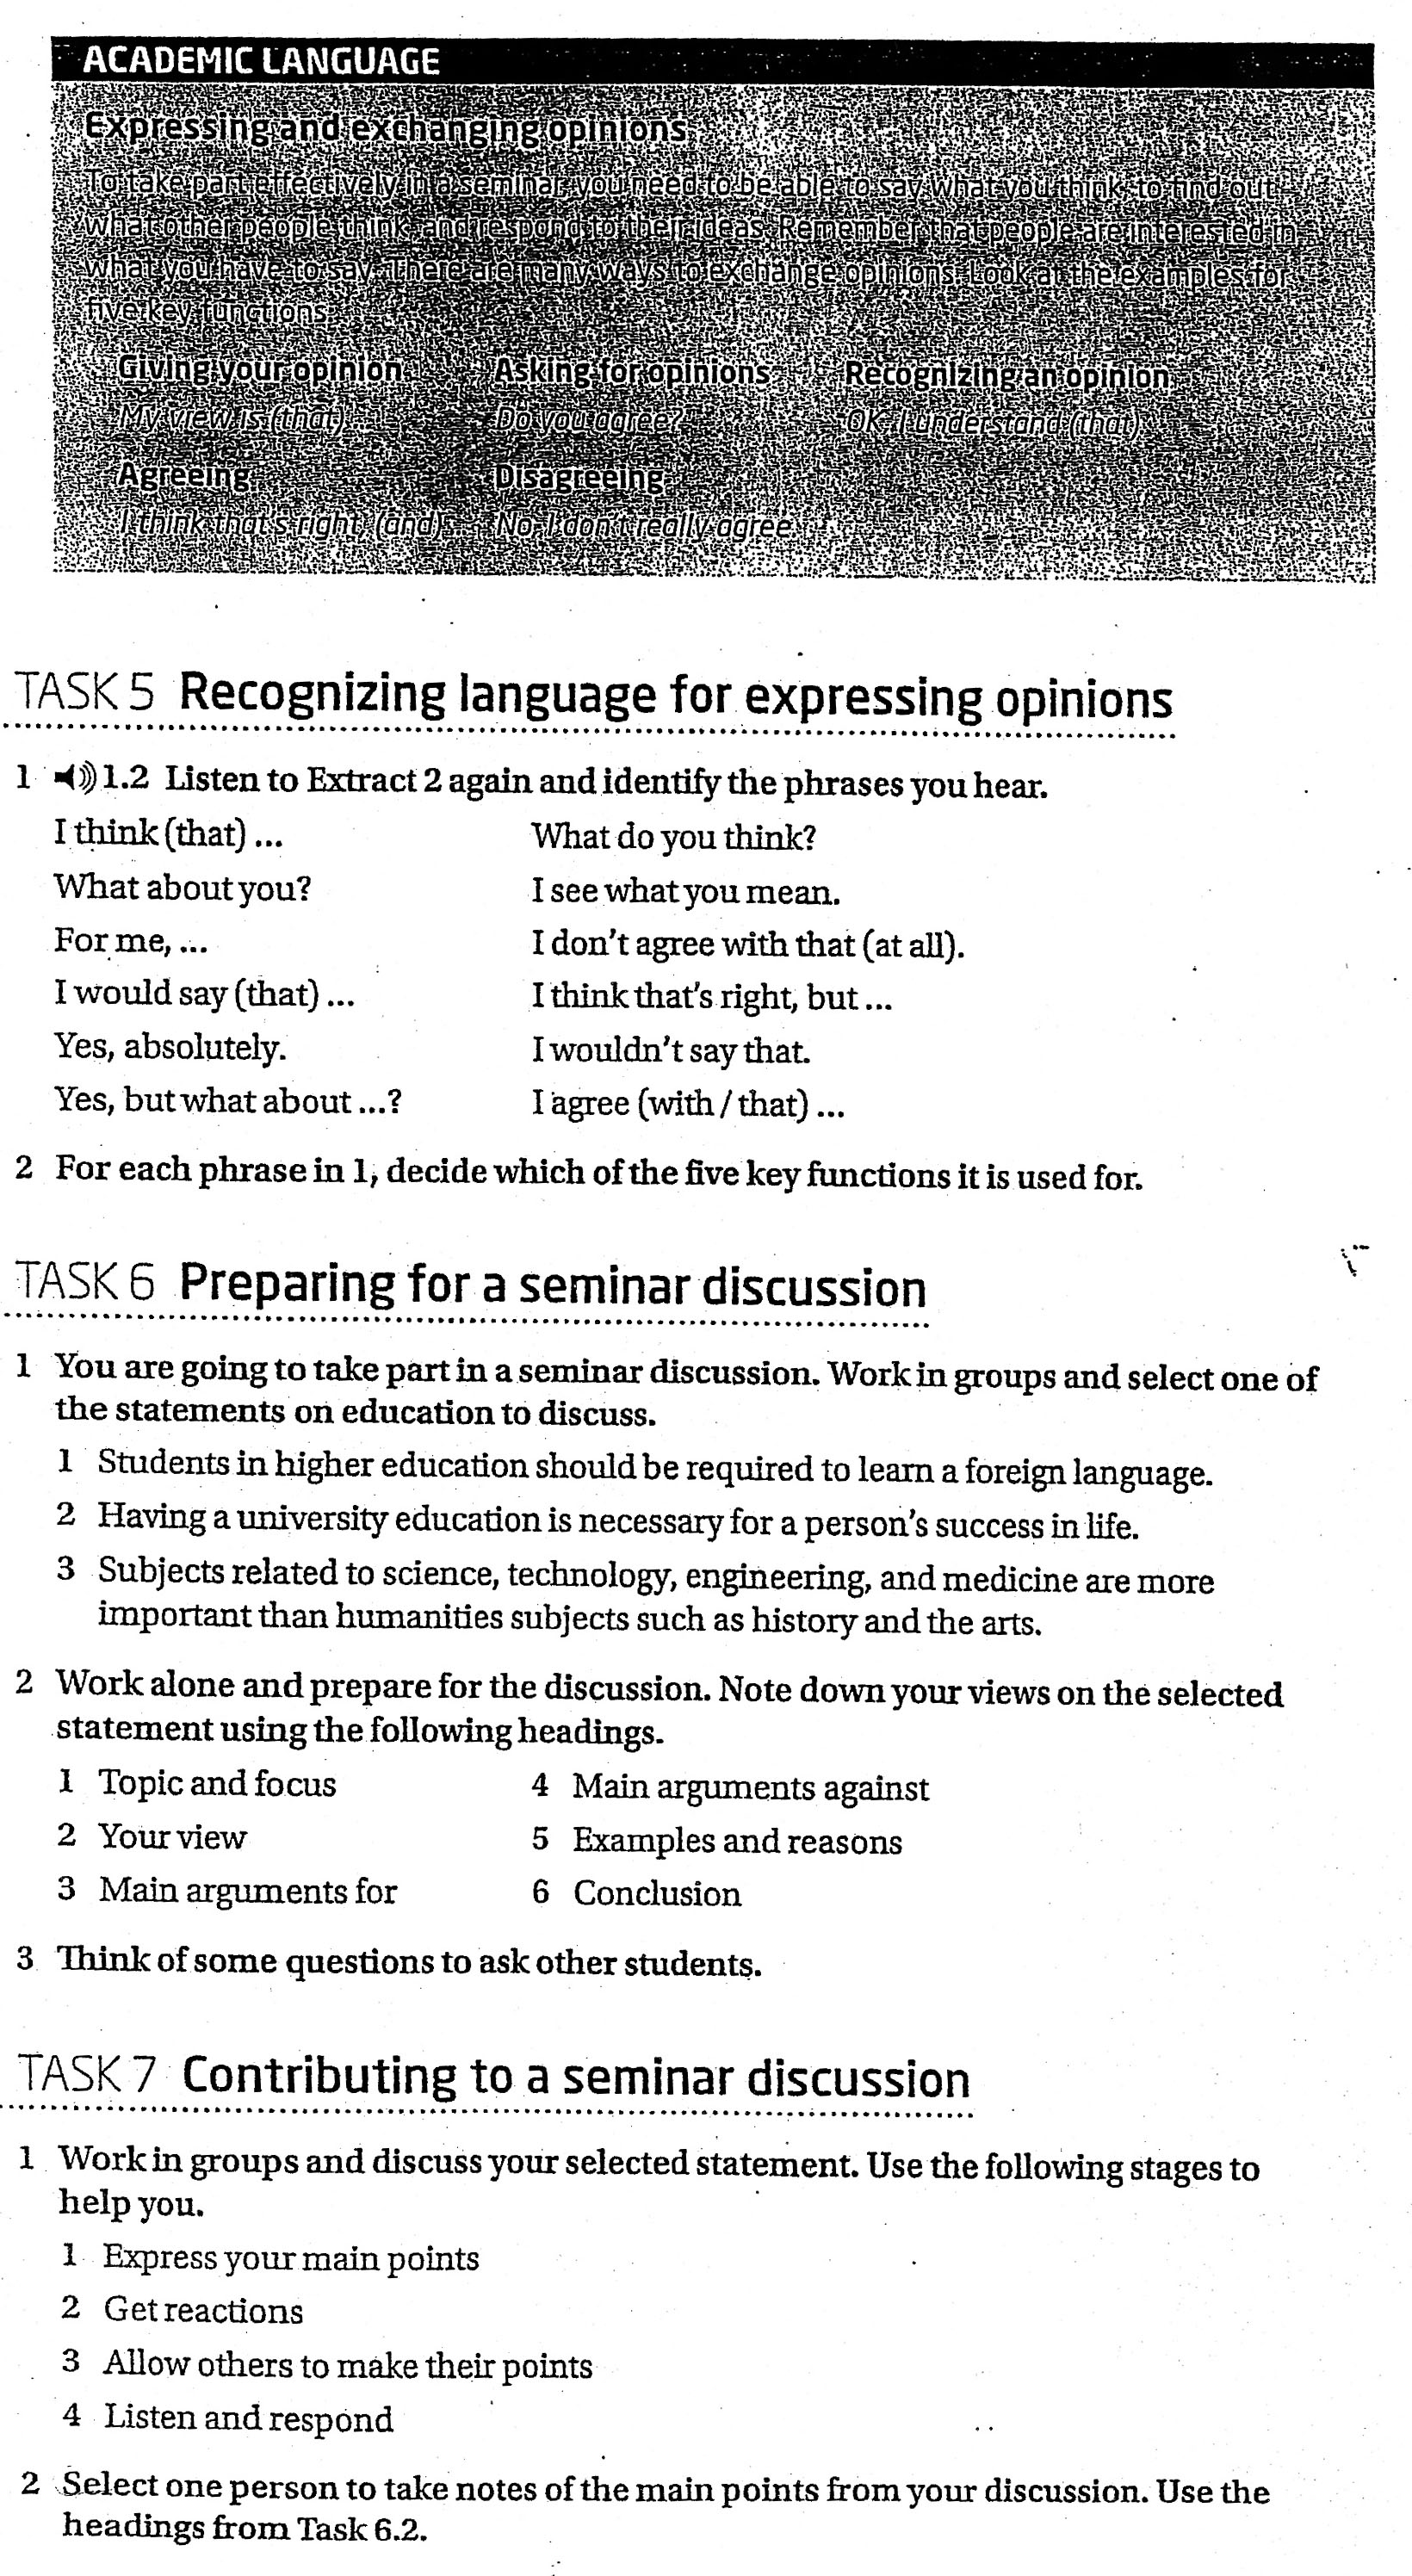 ACADEMIC LANGUAGE
Expressing and exchanging opinions
To take part effectively in a seminar you need to be able to say what you think, to find out
what other people think, and respond to their ideas. Remember that people are interested in
what you have to say. There are many ways to exchange opinions. Look at the examples for
five key functions.
Giving your opinion Asking for opinions Recognizing an opinion
My view is (that) Do you agree? OK, I understand (that)
Agreeing Disagreeing
I think that's right, (and) No, I don't really agree
TASK 5 Recognizing language for expressing opinions
1 1.2 Listen to Extract 2 again and identify the phrases you hear.
I think (that) ... What do you think?
What about you? I see what you mean.
For me, ... I don't agree with that (at all).
I would say (that) ... I think that's right, but ...
Yes, absolutely. I wouldn't say that.
Yes, but what about ...? I agree (with / that) ...
2 For each phrase in 1, decide which of the five key functions it is used for.
TASK 6 Preparing for a seminar discussion
1 You are going to take part in a seminar discussion. Work in groups and select one of
the statements on education to discuss.
1 Students in higher education should be required to learn a foreign language.
2 Having a university education is necessary for a person's success in life.
3 Subjects related to science, technology, engineering, and medicine are more
important than humanities subjects such as history and the arts.
2 Work alone and prepare for the discussion. Note down your views on the selected
statement using the following headings.
1 Topic and focus 4 Main arguments against
2 Your view 5 Examples and reasons
3 Main arguments for 6 Conclusion
3 Think of some questions to ask other students.
TASK 7 Contributing to a seminar discussion
1 Work in groups and discuss your selected statement. Use the following stages to
help you.
1 Express your main points
2 Get reactions
3 Allow others to make their points
4 Listen and respond
2 Select one person to take notes of the main points from your discussion. Use the
headings from Task 6.2.